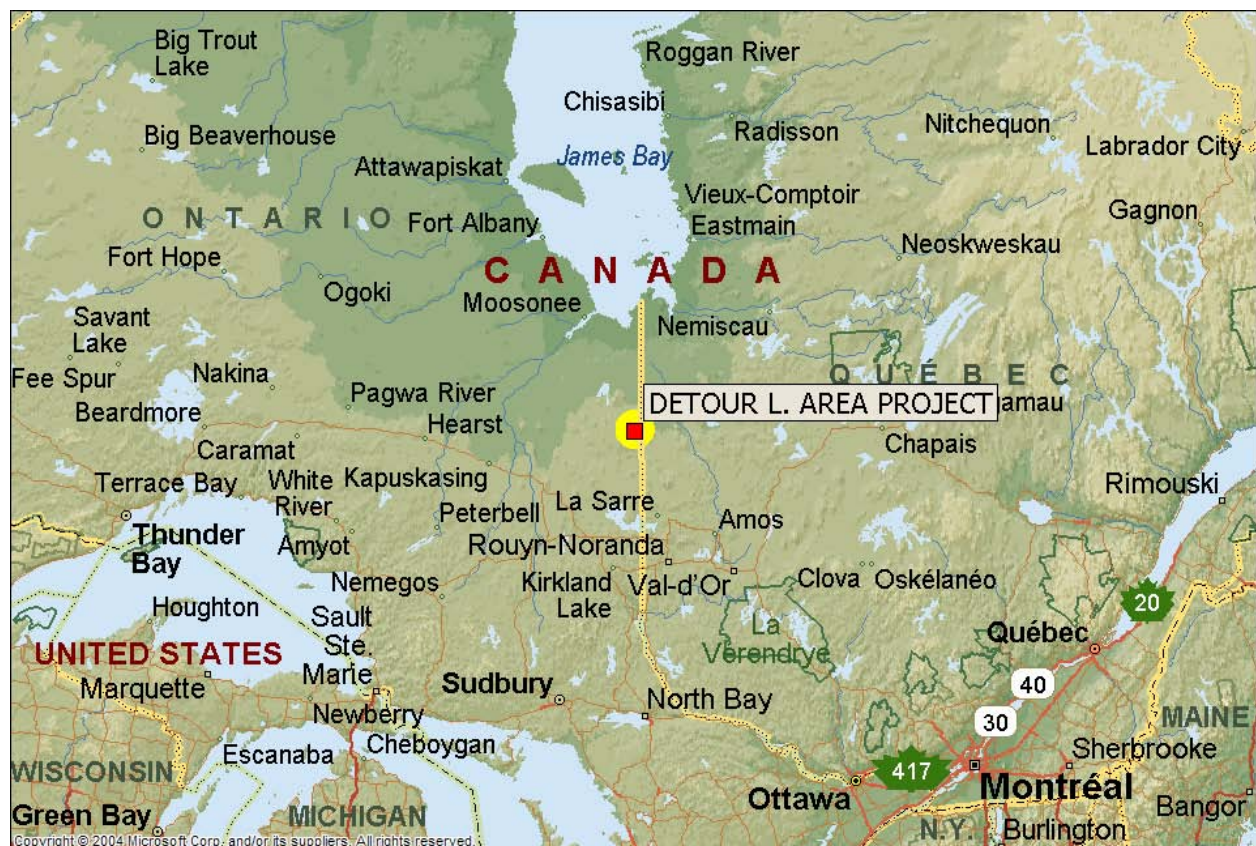 Big Trout
Lake
Roggan River
Chisasibi
Radisson
Nitchequon
Big Beaverhouse
Labrador City
James Bay
Attawapiskat
Vieux-Comptoir
ONTARIO
Fort Albany
Eastmain
Gagnon
Neoskweskau
Fort Hope
CANADA
Ogoki
Moosonee
Nemiscau
Savant
Lake
Fee Spur
Nakina
QUÉBEC
Pagwa River
DETOUR L. AREA PROJECT
amau
Beardmore
Hearst
Chapais
Caramat
Terrace Bay
White
River
Kapuskasing
La Sarre
Rimouski
Peterbell
Amos
Thunder
Bay
Amyot
Rouyn-Noranda
Nemegos
Kirkland
Lake
Val-d'Or
Clova
Oskélanéo
20
Houghton
Sault
Ste.
Marie
La
Vérendrye
Québec
UNITED STATES
Marquette
Sudbury
40
North Bay
Newberry
30
MAINE
Escanaba
Cheboygan
Sherbrooke
WISCONSIN
417
Ottawa
Montréal
Green Bay
MICHIGAN
Bangor
N.Y.
Burlington
Copyright © 2004 Microsoft Corp. and/or its suppliers. All rights reserved.